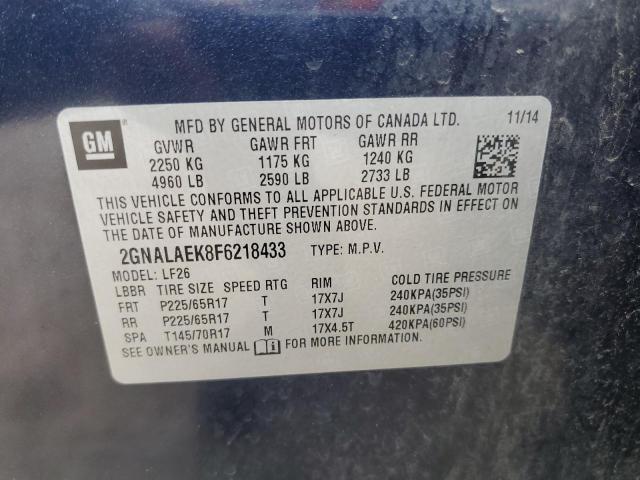 GM
MFD BY GENERAL MOTORS OF CANADA LTD. 11/14
GVWR GAWR FRT GAWR RR
2250 KG 1175 KG 1240 KG
4960 LB 2590 LB 2733 LB
THIS VEHICLE CONFORMS TO ALL APPLICABLE U.S. FEDERAL MOTOR
VEHICLE SAFETY AND THEFT PREVENTION STANDARDS IN EFFECT ON
THE DATE OF MANUFACTURE SHOWN ABOVE.
2GNALAEK8F6218433 TYPE: M.P.V.
MODEL: LF26
LBBR TIRE SIZE SPEED RTG RIM COLD TIRE PRESSURE
FRT P225/65R17 T 17X7J 240KPA(35PSI)
RR P225/65R17 T 17X7J 240KPA(35PSI)
SPA T145/70R17 M 17X4.5T 420KPA(60PSI)
SEE OWNER'S MANUAL FOR MORE INFORMATION.